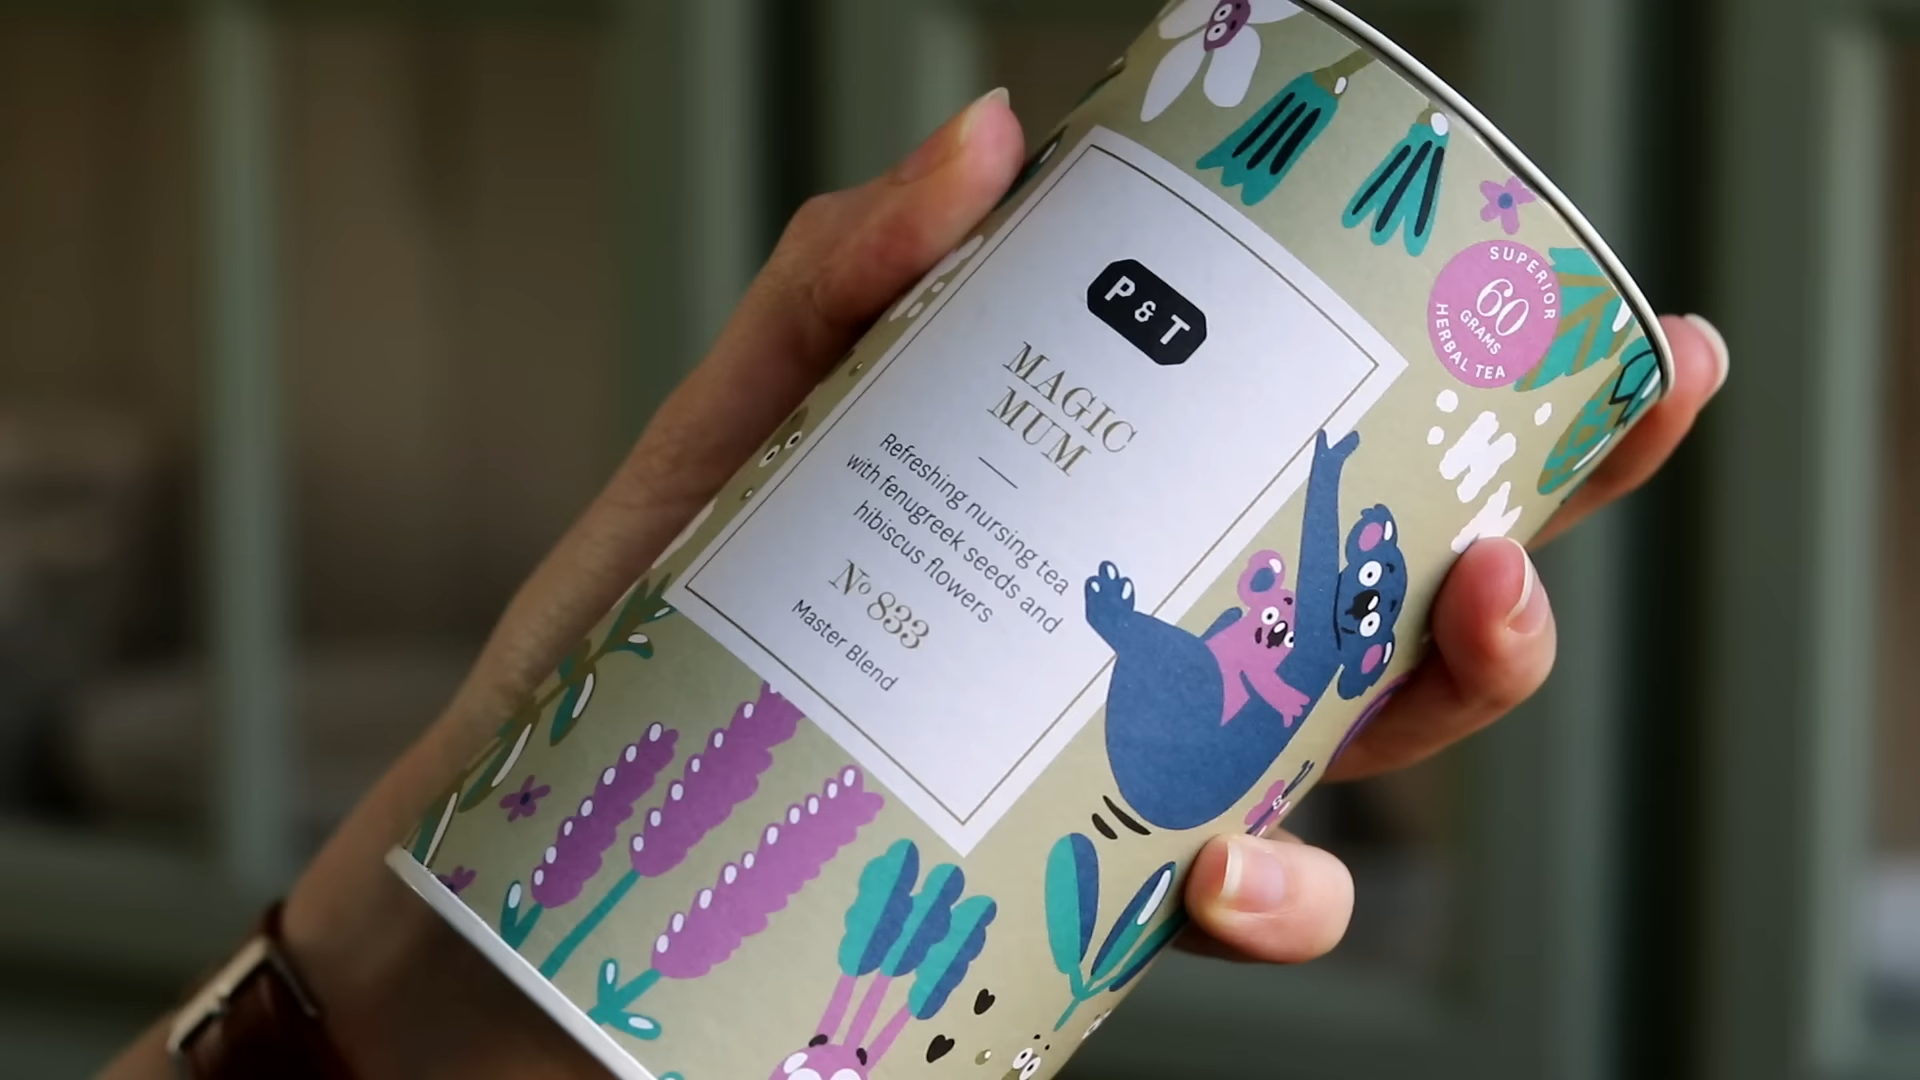 P & T
MAGIC
MUM
Refreshing nursing tea
with fenugreek seeds and
hibiscus flowers
Nº 833
Master Blend
SUPERIOR
60
GRAMS
HERBAL TEA